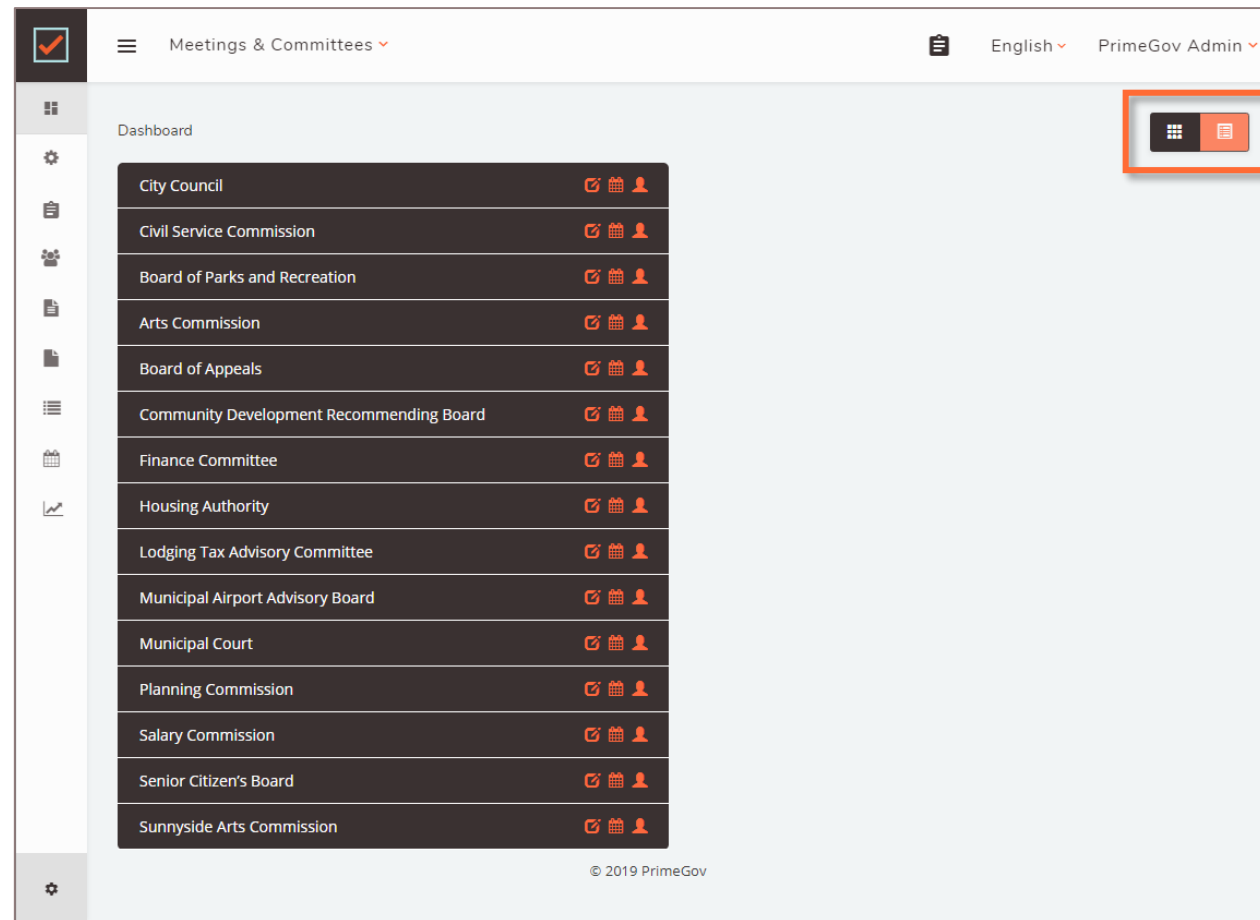 Meetings & Committees English PrimeGov Admin
Dashboard
City Council
Civil Service Commission
Board of Parks and Recreation
Arts Commission
Board of Appeals
Community Development Recommending Board
Finance Committee
Housing Authority
Lodging Tax Advisory Committee
Municipal Airport Advisory Board
Municipal Court
Planning Commission
Salary Commission
Senior Citizen’s Board
Sunnyside Arts Commission
© 2019 PrimeGov